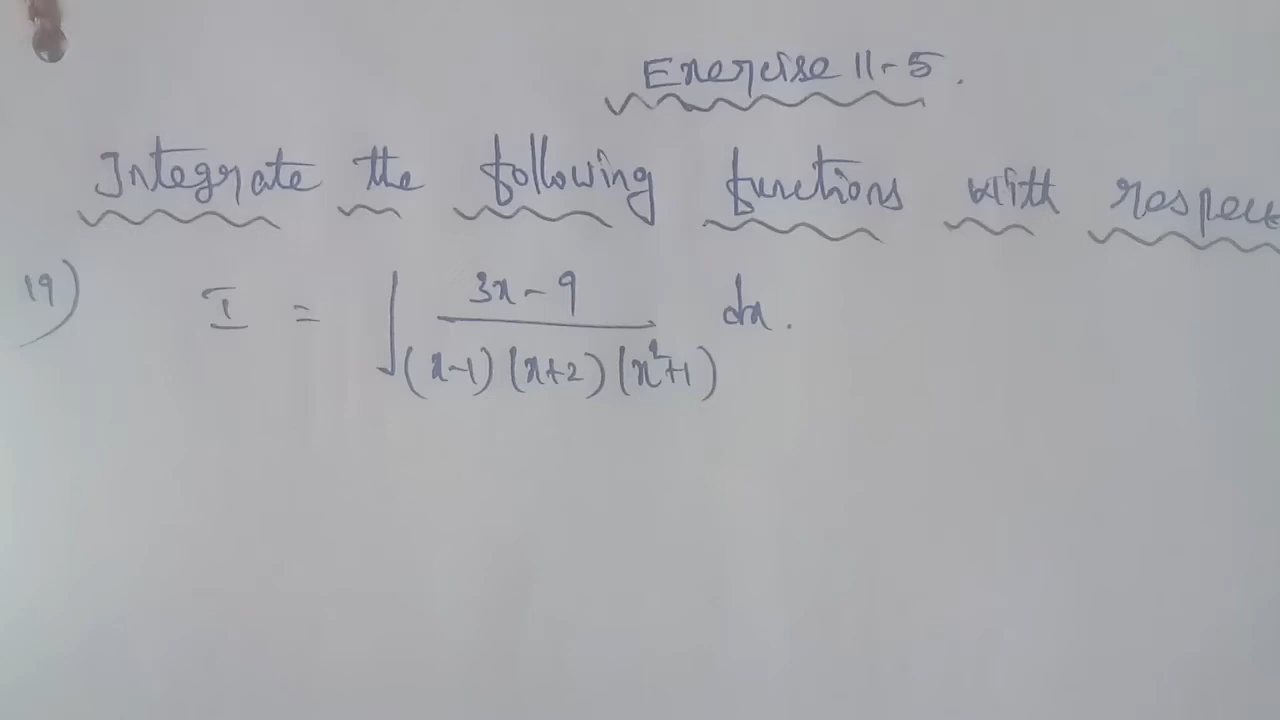 Exercise 11-5.
Integrate the following functions with respect
19) I = ∫ (3x - 9) / ((x-1) (x+2) (x²+1)) dx.